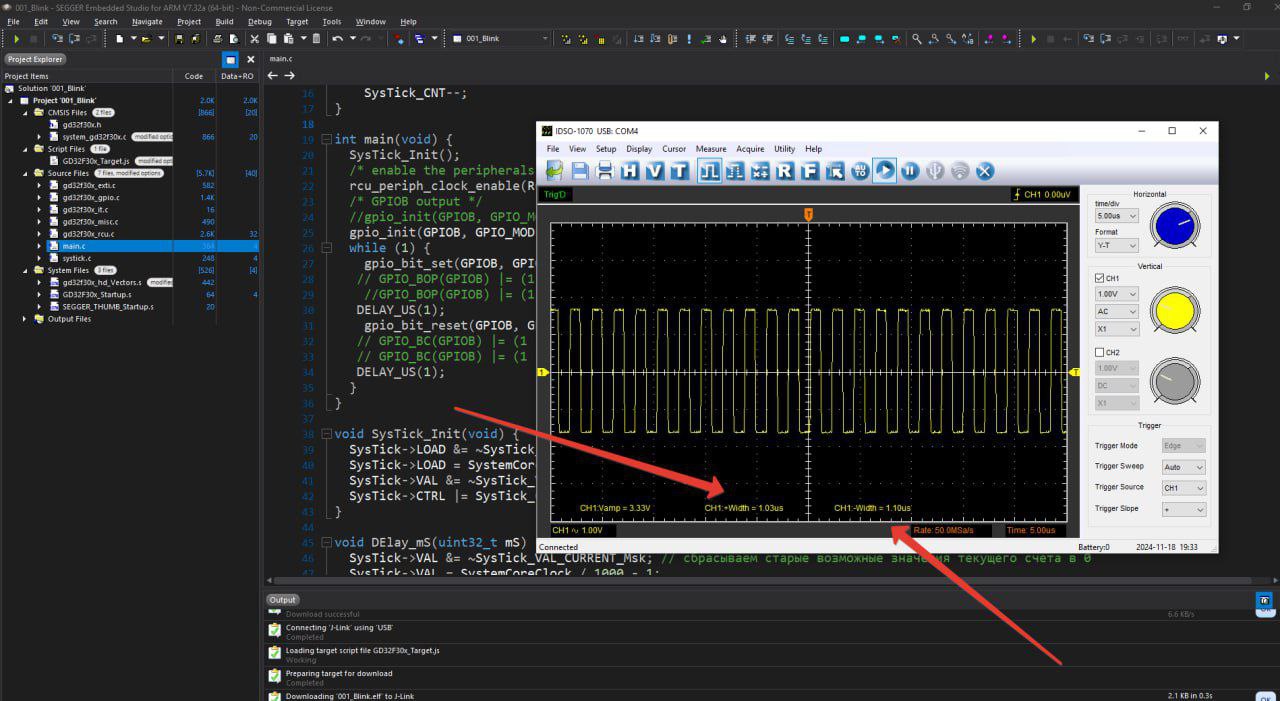 001_Blink - SEGGER Embedded Studio for ARM V7.32a (64-bit) - Non-Commercial License
File Edit View Search Navigate Project Build Debug Target Tools Window Help
001_Blink
Project Explorer
Project Items Code Data+RO
Solution '001_Blink'
Project '001_Blink' 2.0K 2.0K
CMSIS Files 2 files [866] [20]
gd32f30x.h
system_gd32f30x.c modified optic 866 20
Script Files 1 file
GD32F30x_Target.js modified opt
Source Files 7 files, modified options [5.7K] [40]
gd32f30x_exti.c 582
gd32f30x_gpio.c 1.4K
gd32f30x_it.c 16
gd32f30x_misc.c 490
gd32f30x_rcu.c 2.6K 32
main.c 364 4
systick.c 248 4
System Files 3 files [526] [4]
gd32f30x_hd_Vectors.s modified 442
GD32F30x_Startup.s 64 4
SEGGER_THUMB_Startup.s 20
Output Files
main.c
16 SysTick_CNT--;
17 }
18
19 int main(void) {
20 SysTick_Init();
21 /* enable the peripherals
22 rcu_periph_clock_enable(R
23 /* GPIOB output */
24 //gpio_init(GPIOB, GPIO_M
25 gpio_init(GPIOB, GPIO_MOD
26 while (1) {
27 gpio_bit_set(GPIOB, GPI
28 // GPIO_BOP(GPIOB) |= (1
29 //GPIO_BOP(GPIOB) |= (1
30 DELAY_US(1);
31 gpio_bit_reset(GPIOB, G
32 // GPIO_BC(GPIOB) |= (1
33 // GPIO_BC(GPIOB) |= (1
34 DELAY_US(1);
35 }
36 }
37
38 void SysTick_Init(void) {
39 SysTick->LOAD &= ~SysTick_
40 SysTick->LOAD = SystemCor
41 SysTick->VAL &= ~SysTick_V
42 SysTick->CTRL |= SysTick_
43 }
44
45 void DElay_mS(uint32_t mS)
46 SysTick->VAL &= ~SysTick_VAL_CURRENT_Msk; // сбрасываем старые возможные значения текущего счета в 0
47 SysTick->VAL = SystemCoreClock / 1000 - 1;
IDSO-1070 USB: COM4
File View Setup Display Cursor Measure Acquire Utility Help
H V T R F AUTO
Trig'D CH1 0.00uV
T
1 T
CH1:Vamp = 3.33V CH1:+Width = 1.03us CH1:-Width = 1.10us
CH1 ∿ 1.00V Rate: 50.0MSa/s Time: 5.00us
Connected Battery:0 2024-11-18 19:33
Horizontal
time/div
5.00us
Format
Y-T
Vertical
CH1
1.00V
AC
X1
CH2
1.00V
DC
X1
Trigger
Trigger Mode Edge
Trigger Sweep Auto
Trigger Source CH1
Trigger Slope +
Output
Download successful 6.6 KB/s
Connecting 'J-Link' using 'USB'
Completed
Loading target script file GD32F30x_Target.js
Working
Preparing target for download
Completed
Downloading '001_Blink.elf' to J-Link 2.1 KB in 0.3s
OK